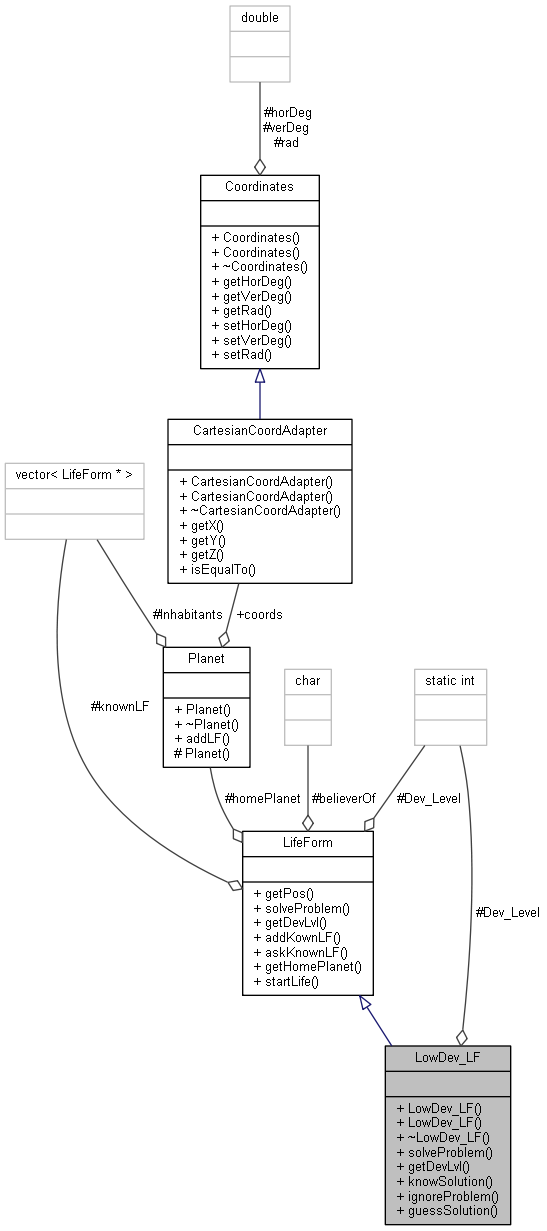 double
#horDeg
#verDeg
#rad
Coordinates
+ Coordinates()
+ Coordinates()
+ ~Coordinates()
+ getHorDeg()
+ getVerDeg()
+ getRad()
+ setHorDeg()
+ setVerDeg()
+ setRad()
CartesianCoordAdapter
+ CartesianCoordAdapter()
+ CartesianCoordAdapter()
+ ~CartesianCoordAdapter()
+ getX()
+ getY()
+ getZ()
+ isEqualTo()
vector< LifeForm * >
#Inhabitants
+coords
Planet
+ Planet()
+ ~Planet()
+ addLF()
# Planet()
char
static int
#knownLF
#homePlanet
#believerOf
#Dev_Level
LifeForm
+ getPos()
+ solveProblem()
+ getDevLvl()
+ addKownLF()
+ askKnownLF()
+ getHomePlanet()
+ startLife()
#Dev_Level
LowDev_LF
+ LowDev_LF()
+ LowDev_LF()
+ ~LowDev_LF()
+ solveProblem()
+ getDevLvl()
+ knowSolution()
+ ignoreProblem()
+ guessSolution()